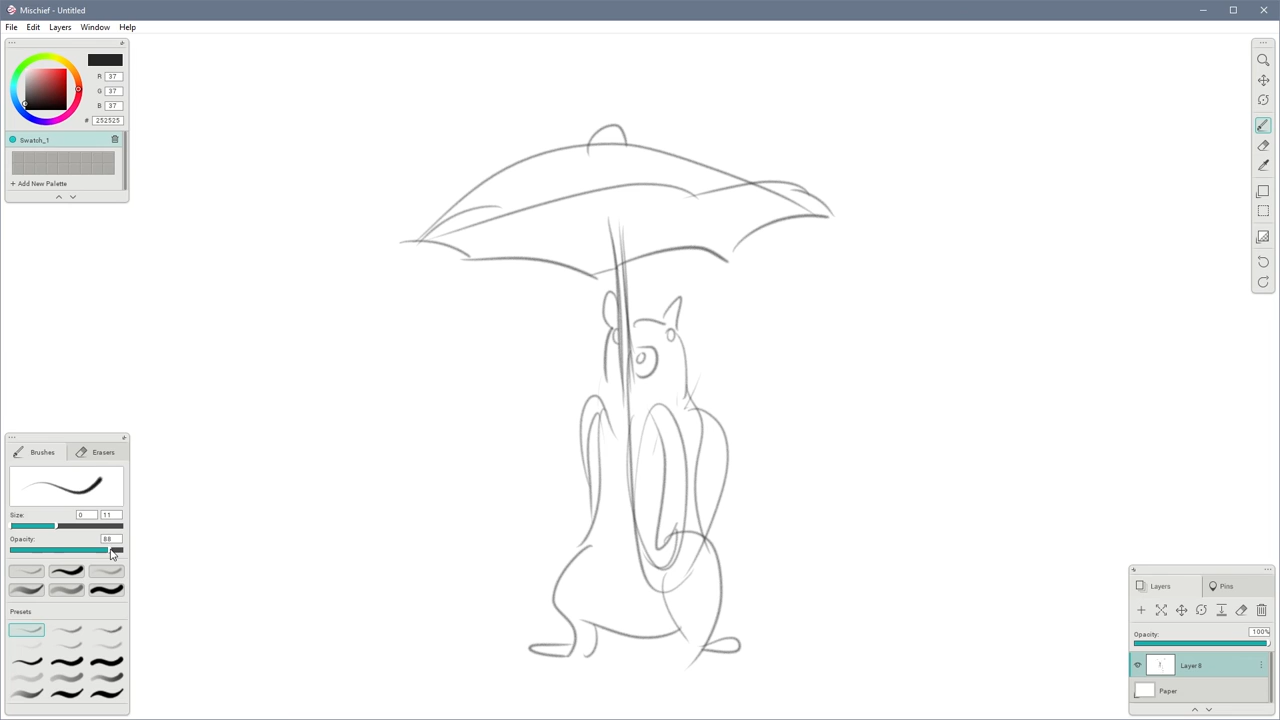 Mischief - Untitled
File Edit Layers Window Help
R 37
G 37
B 37
# 252525
Swatch_1
+ Add New Palette
Brushes Erasers
Size: 0 11
Opacity: 88
Presets
Layers Pins
Opacity: 100%
Layer 8
Paper